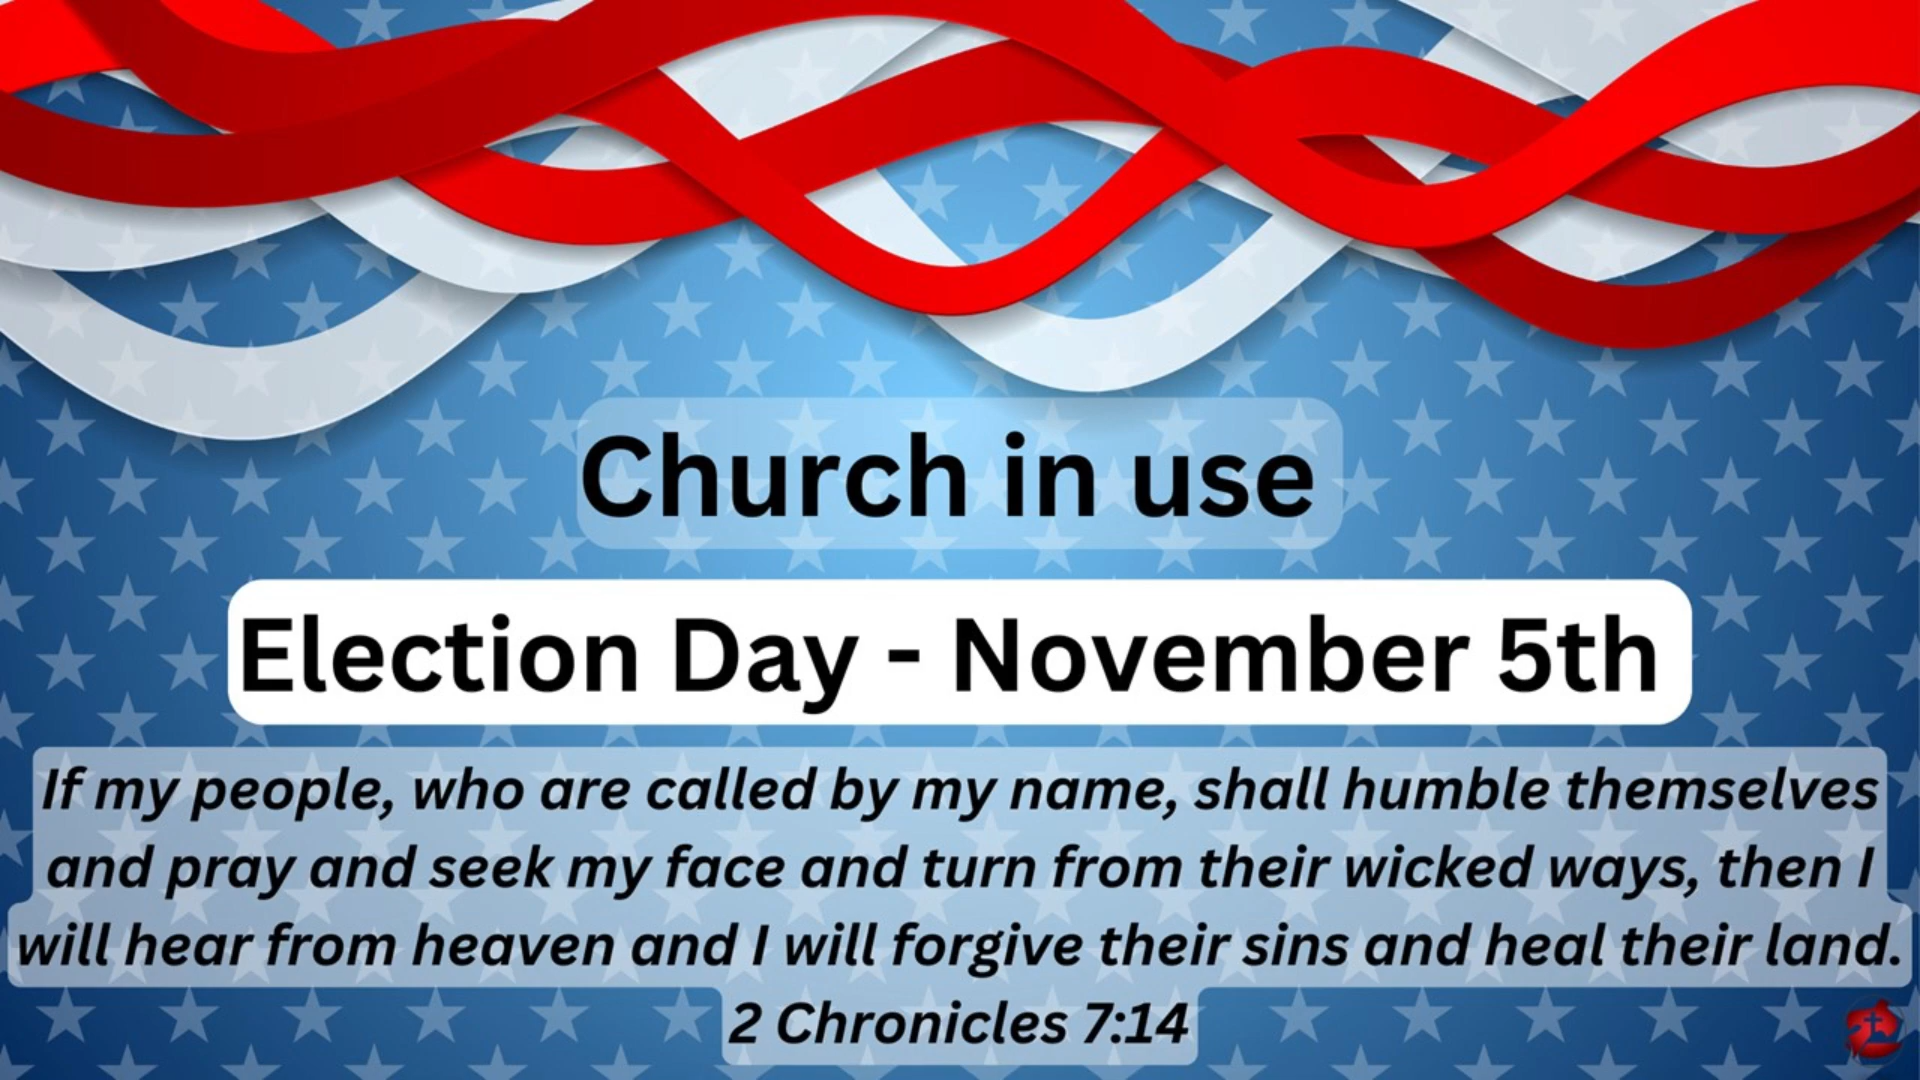 Church in use
Election Day - November 5th
If my people, who are called by my name, shall humble themselves
and pray and seek my face and turn from their wicked ways, then I
will hear from heaven and I will forgive their sins and heal their land.
2 Chronicles 7:14